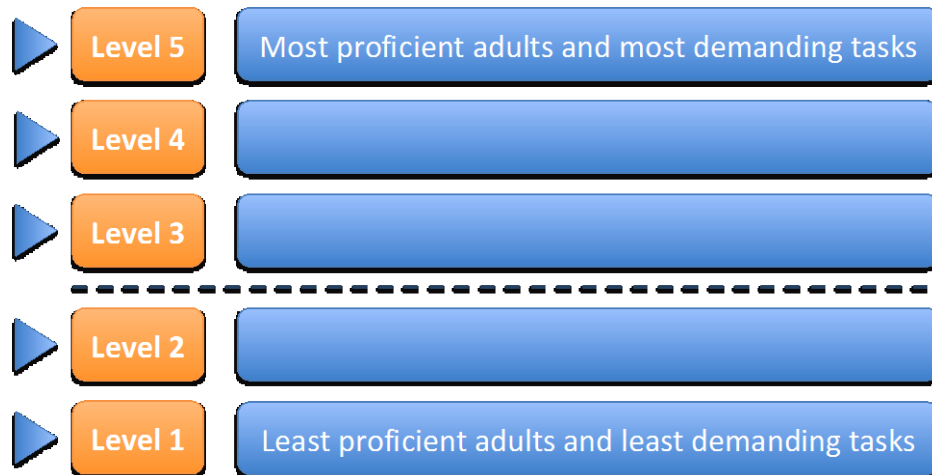 Level 5 Most proficient adults and most demanding tasks
Level 4
Level 3
Level 2
Level 1 Least proficient adults and least demanding tasks